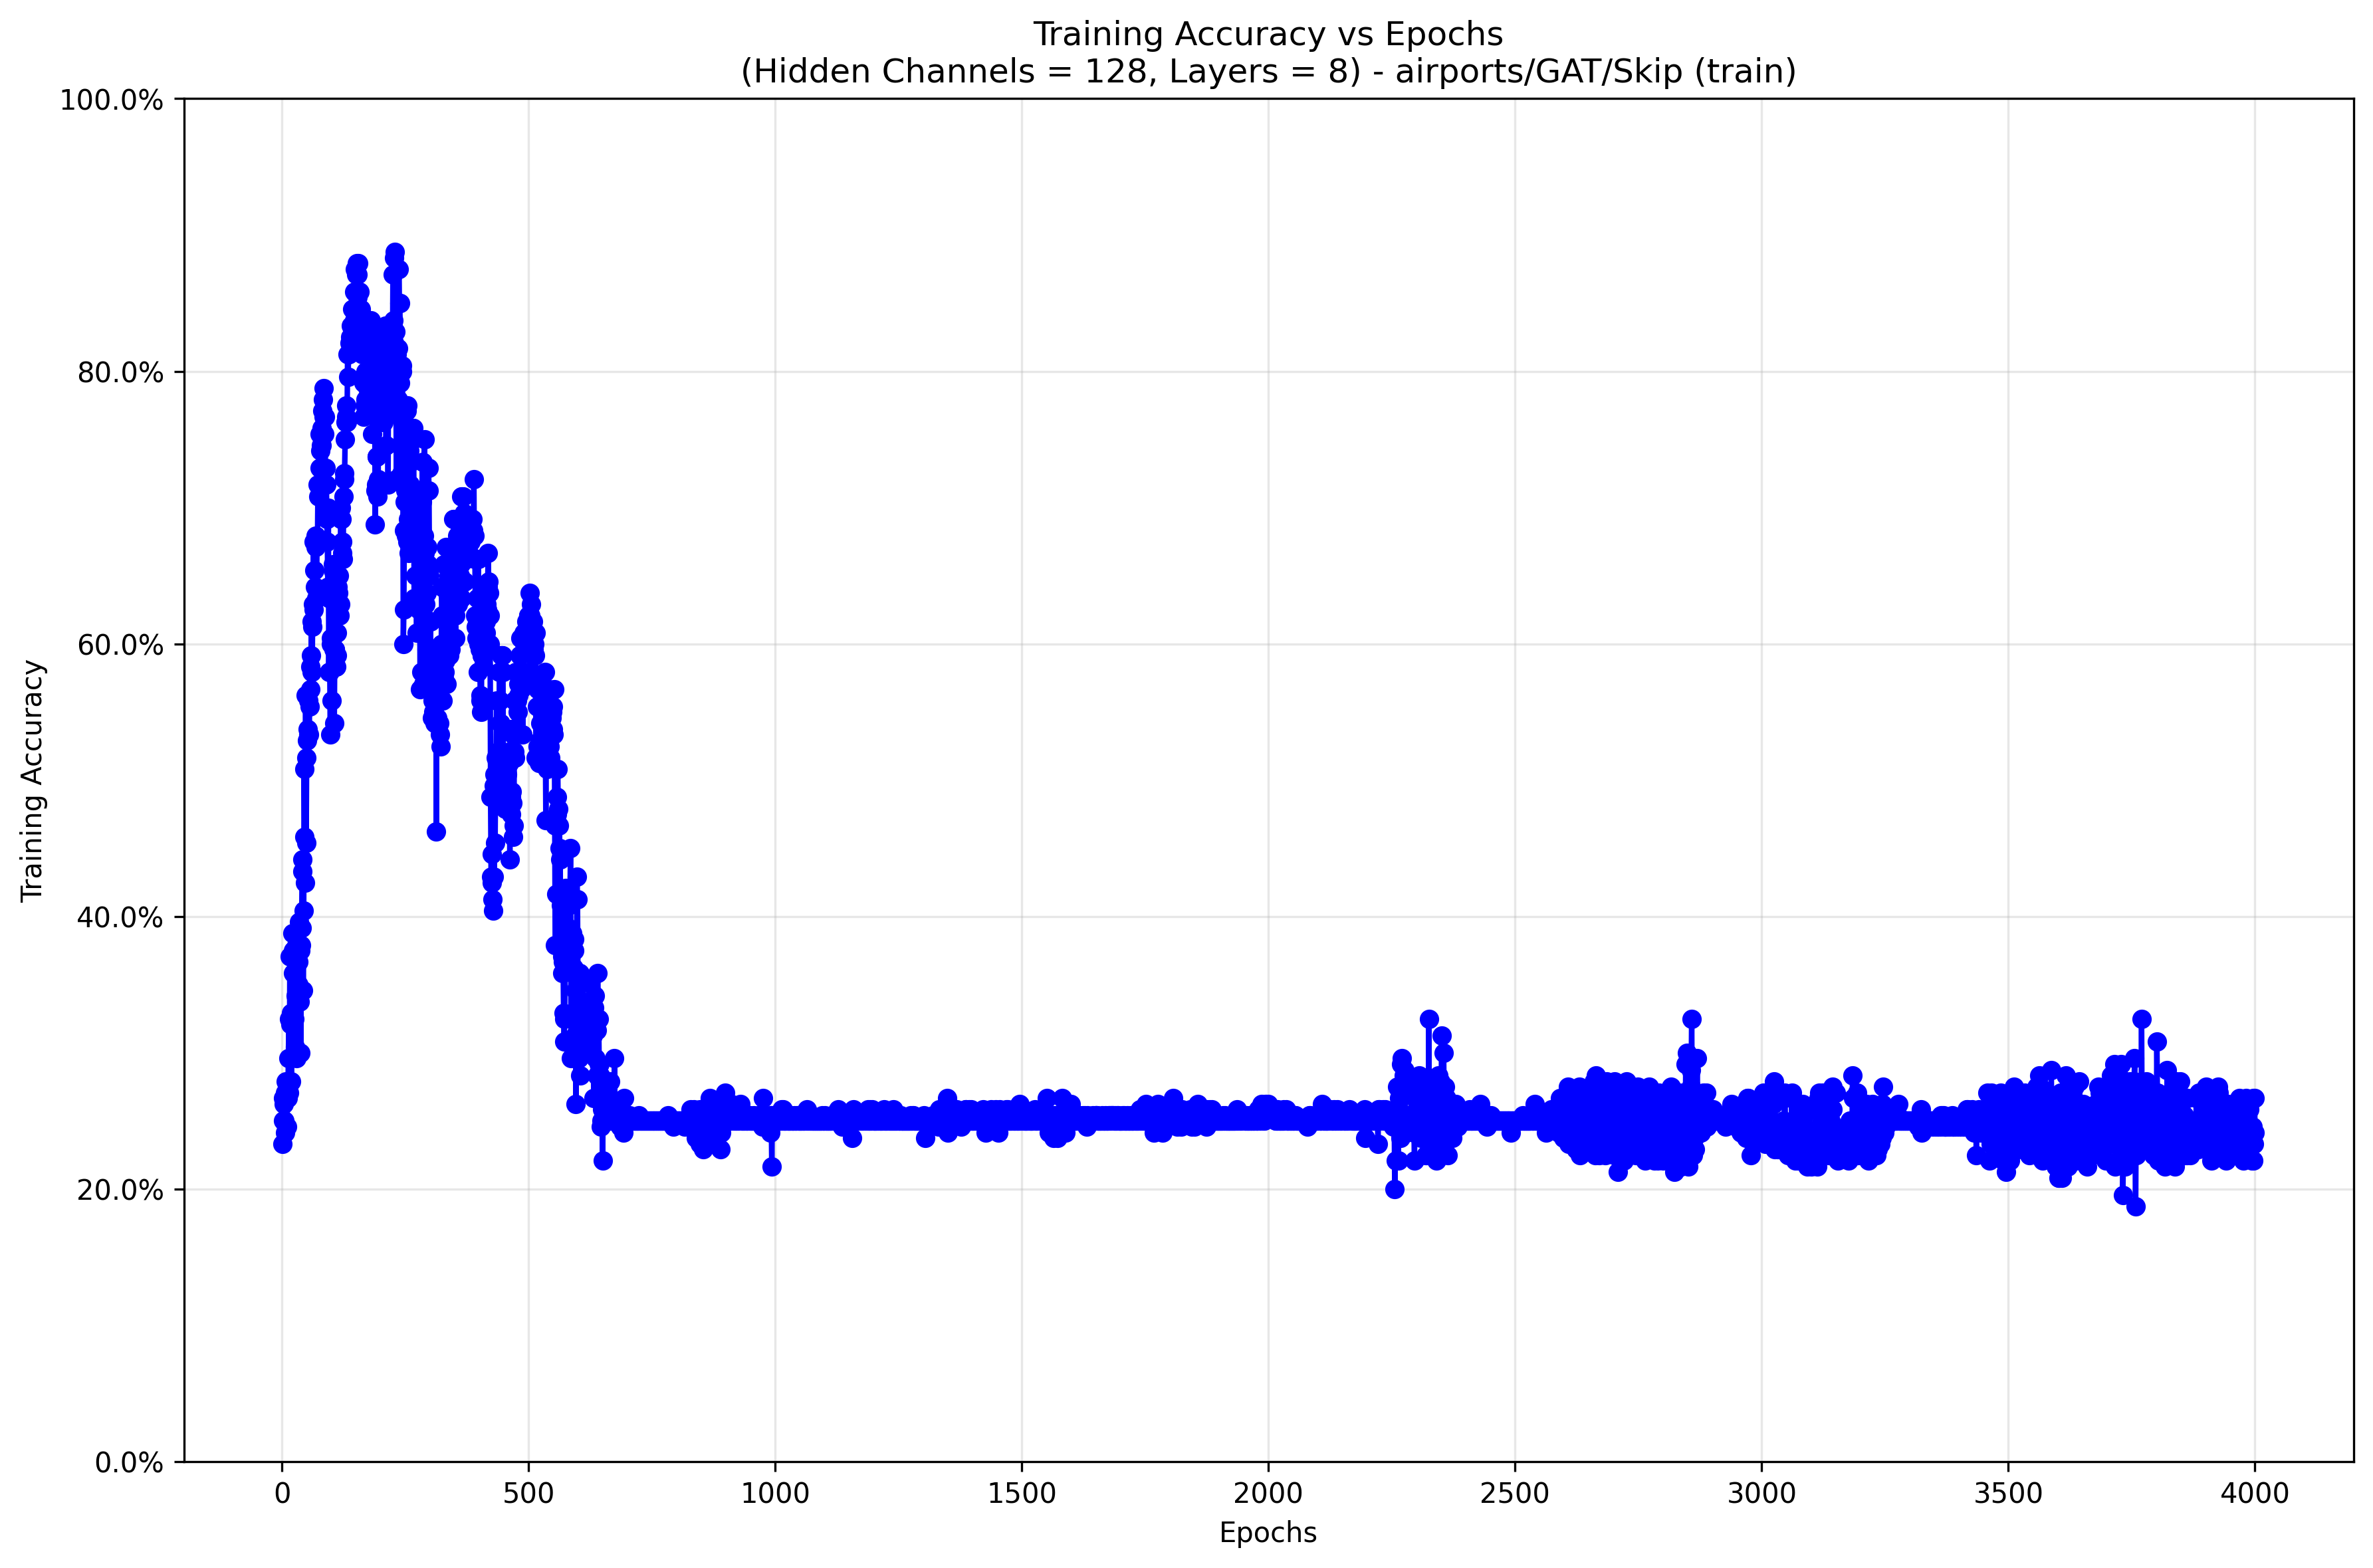 Training Accuracy vs Epochs
(Hidden Channels = 128, Layers = 8) - airports/GAT/Skip (train)
100.0%
80.0%
60.0%
40.0%
20.0%
0.0%
Training Accuracy
0 500 1000 1500 2000 2500 3000 3500 4000
Epochs